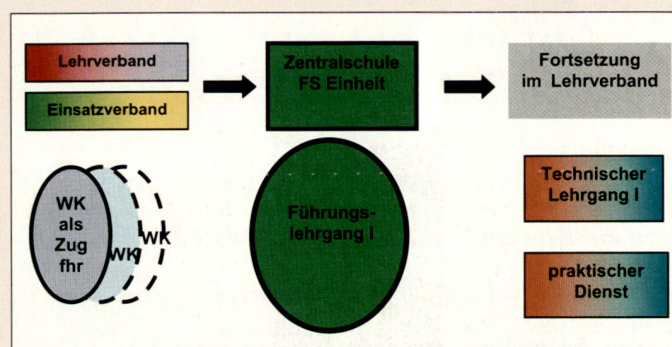 Lehrverband
Einsatzverband
Zentralschule
FS Einheit
Fortsetzung
im Lehrverband
WK
als
Zug
fhr
WK
WK
Führungs-
lehrgang I
Technischer
Lehrgang I
praktischer
Dienst